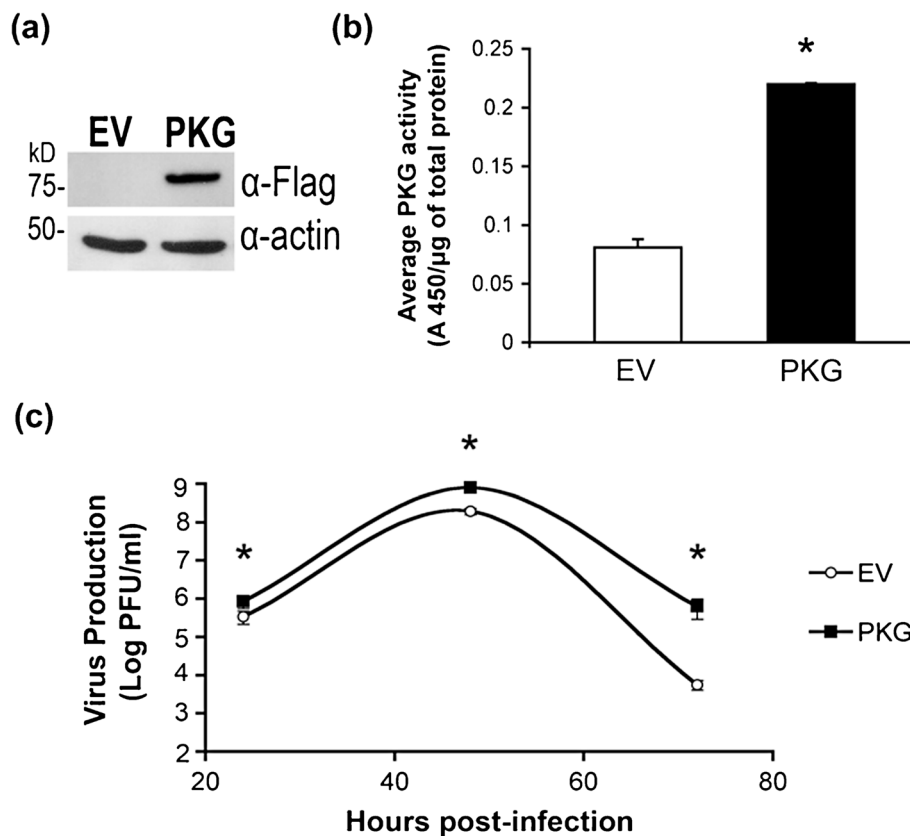 (a)
EV PKG
kD
75-
α-Flag
50-
α-actin
(b)
Average PKG activity
(A 450/µg of total protein)
0.25
0.2
0.15
0.1
0.05
0
*
EV PKG
(c)
Virus Production
(Log PFU/ml)
9
8
7
6
5
4
3
2
* * *
20 40 60 80
Hours post-infection
EV
PKG